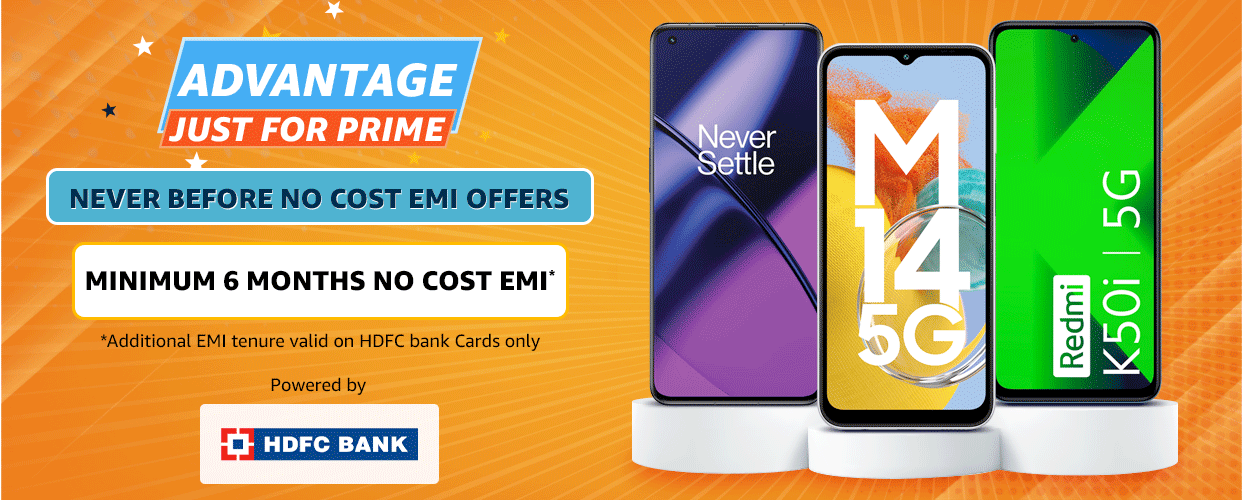 ADVANTAGE
JUST FOR PRIME
NEVER BEFORE NO COST EMI OFFERS
MINIMUM 6 MONTHS NO COST EMI*
*Additional EMI tenure valid on HDFC bank Cards only
Powered by
HDFC BANK
Never
Settle
M
14
5G
Redmi
K50i | 5G